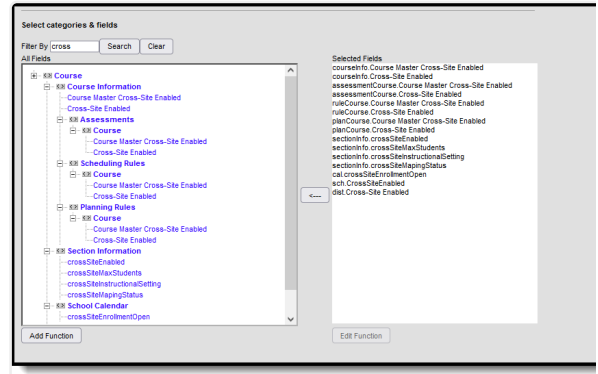 Select categories & fields
Filter By cross Search Clear
All Fields
Course
Course Information
Course Master Cross-Site Enabled
Cross-Site Enabled
Assessments
Course
Course Master Cross-Site Enabled
Cross-Site Enabled
Scheduling Rules
Course
Course Master Cross-Site Enabled
Cross-Site Enabled
Planning Rules
Course
Course Master Cross-Site Enabled
Cross-Site Enabled
Section Information
crossSiteEnabled
crossSiteMaxStudents
crossSiteInstructionalSetting
crossSiteMapingStatus
School Calendar
crossSiteEnrollmentOpen
Add Function
<---
Selected Fields
courseInfo.Course Master Cross-Site Enabled
courseInfo.Cross-Site Enabled
assessmentCourse.Course Master Cross-Site Enabled
assessmentCourse.Cross-Site Enabled
ruleCourse.Course Master Cross-Site Enabled
ruleCourse.Cross-Site Enabled
planCourse.Course Master Cross-Site Enabled
planCourse.Cross-Site Enabled
sectionInfo.crossSiteEnabled
sectionInfo.crossSiteMaxStudents
sectionInfo.crossSiteInstructionalSetting
sectionInfo.crossSiteMapingStatus
cal.crossSiteEnrollmentOpen
sch.CrossSiteEnabled
dist.Cross-Site Enabled
Edit Function